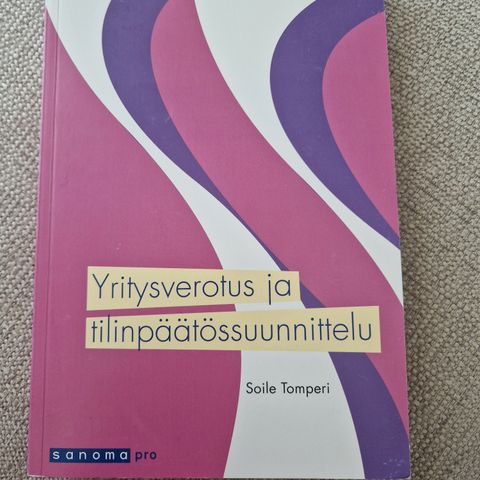 Yritysverotus ja
tilinpäätössuunnittelu
Soile Tomperi
sanoma pro